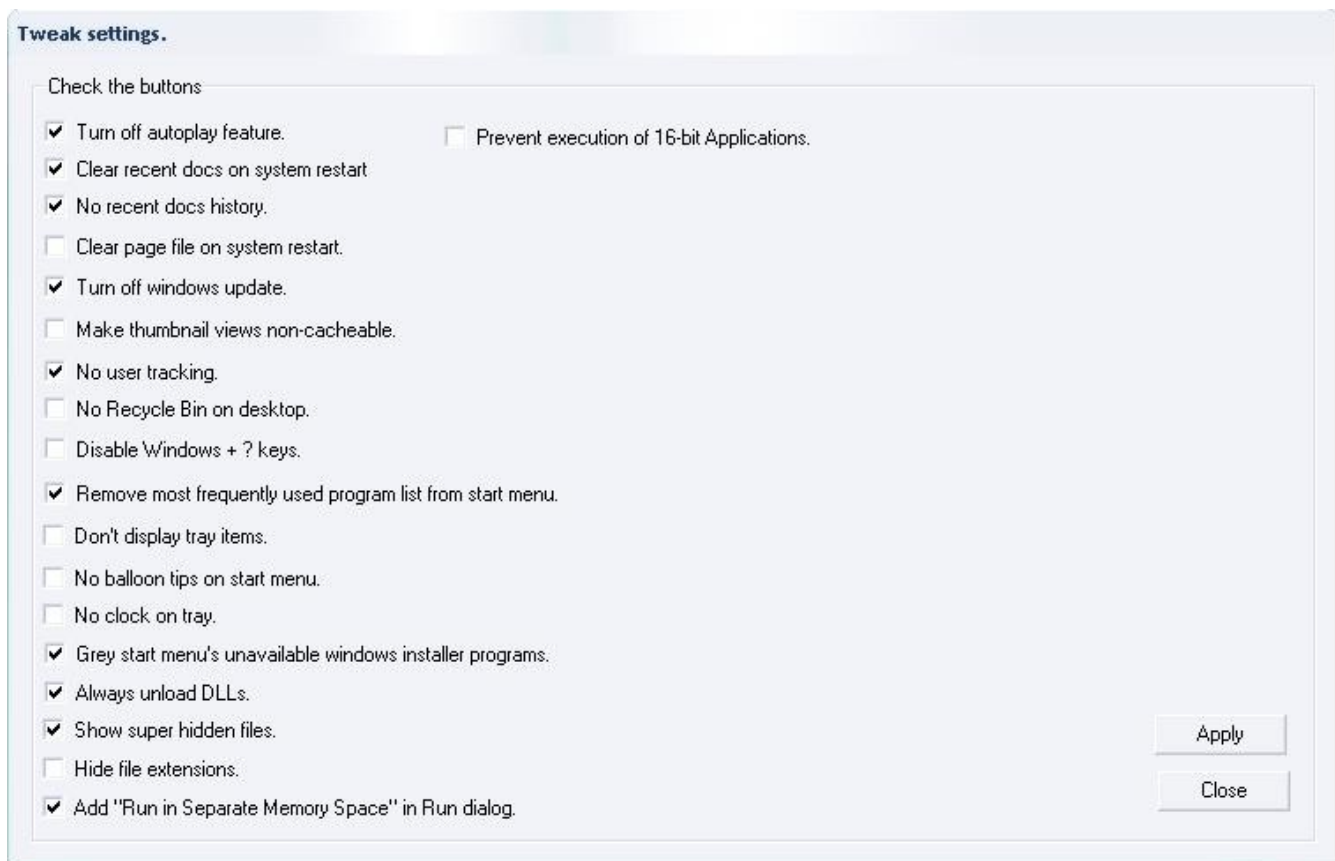 Tweak settings.
Check the buttons
Turn off autoplay feature.
Prevent execution of 16-bit Applications.
Clear recent docs on system restart
No recent docs history.
Clear page file on system restart.
Turn off windows update.
Make thumbnail views non-cacheable.
No user tracking.
No Recycle Bin on desktop.
Disable Windows + ? keys.
Remove most frequently used program list from start menu.
Don't display tray items.
No balloon tips on start menu.
No clock on tray.
Grey start menu's unavailable windows installer programs.
Always unload DLLs.
Show super hidden files.
Hide file extensions.
Add "Run in Separate Memory Space" in Run dialog.
Apply
Close